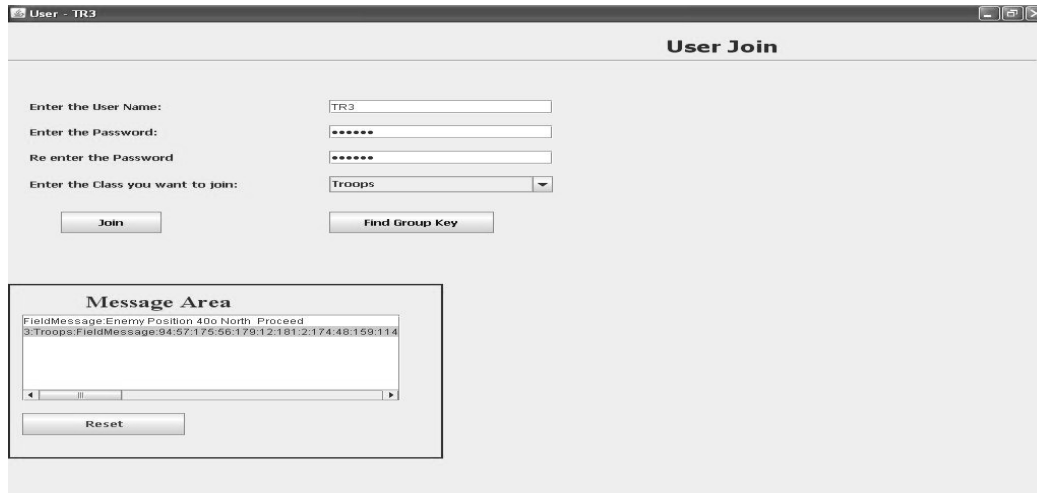 User - TR3
User Join
Enter the User Name: TR3
Enter the Password: ••••••
Re enter the Password ••••••
Enter the Class you want to join: Troops
Join Find Group Key
Message Area
FieldMessage:Enemy Position 40o North Proceed
3:Troops:FieldMessage:94:57:175:56:179:12:181:2:174:48:159:114
Reset